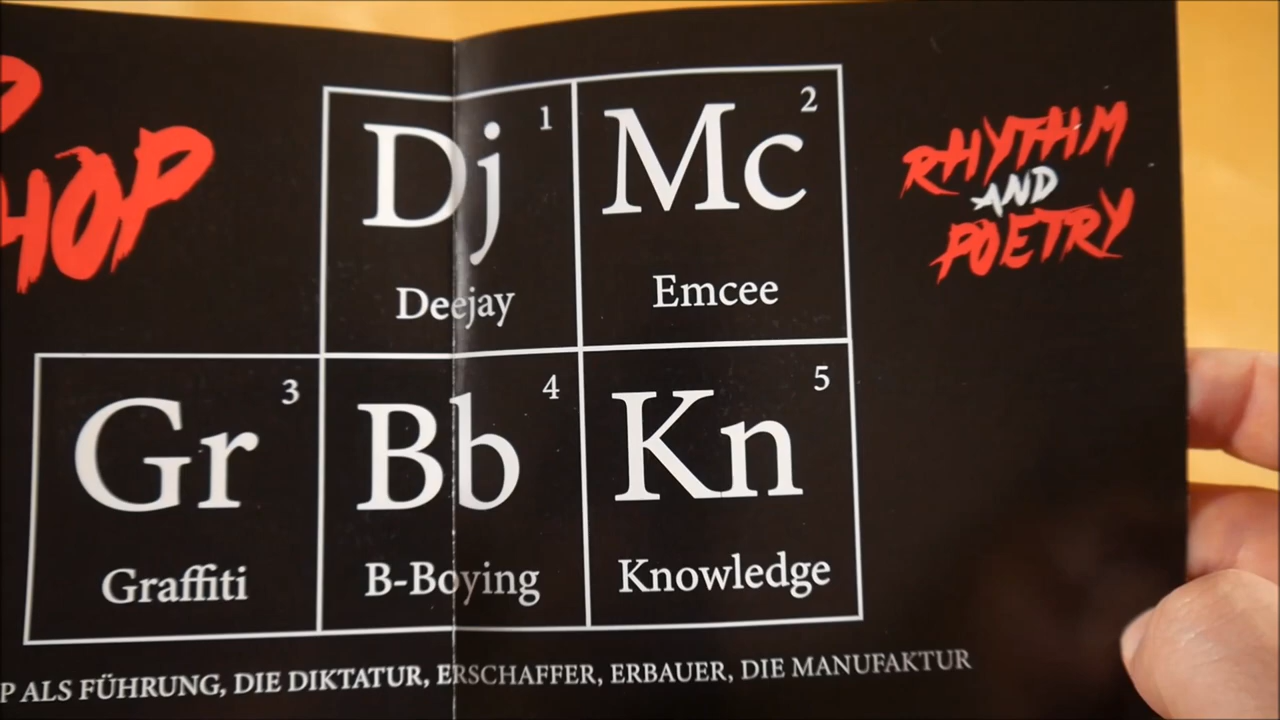 HOP
1
Dj
Deejay
2
Mc
Emcee
RHYTHM
AND
POETRY
3
Gr
Graffiti
4
Bb
B-Boying
5
Kn
Knowledge
P ALS FÜHRUNG, DIE DIKTATUR, ERSCHAFFER, ERBAUER, DIE MANUFAKTUR